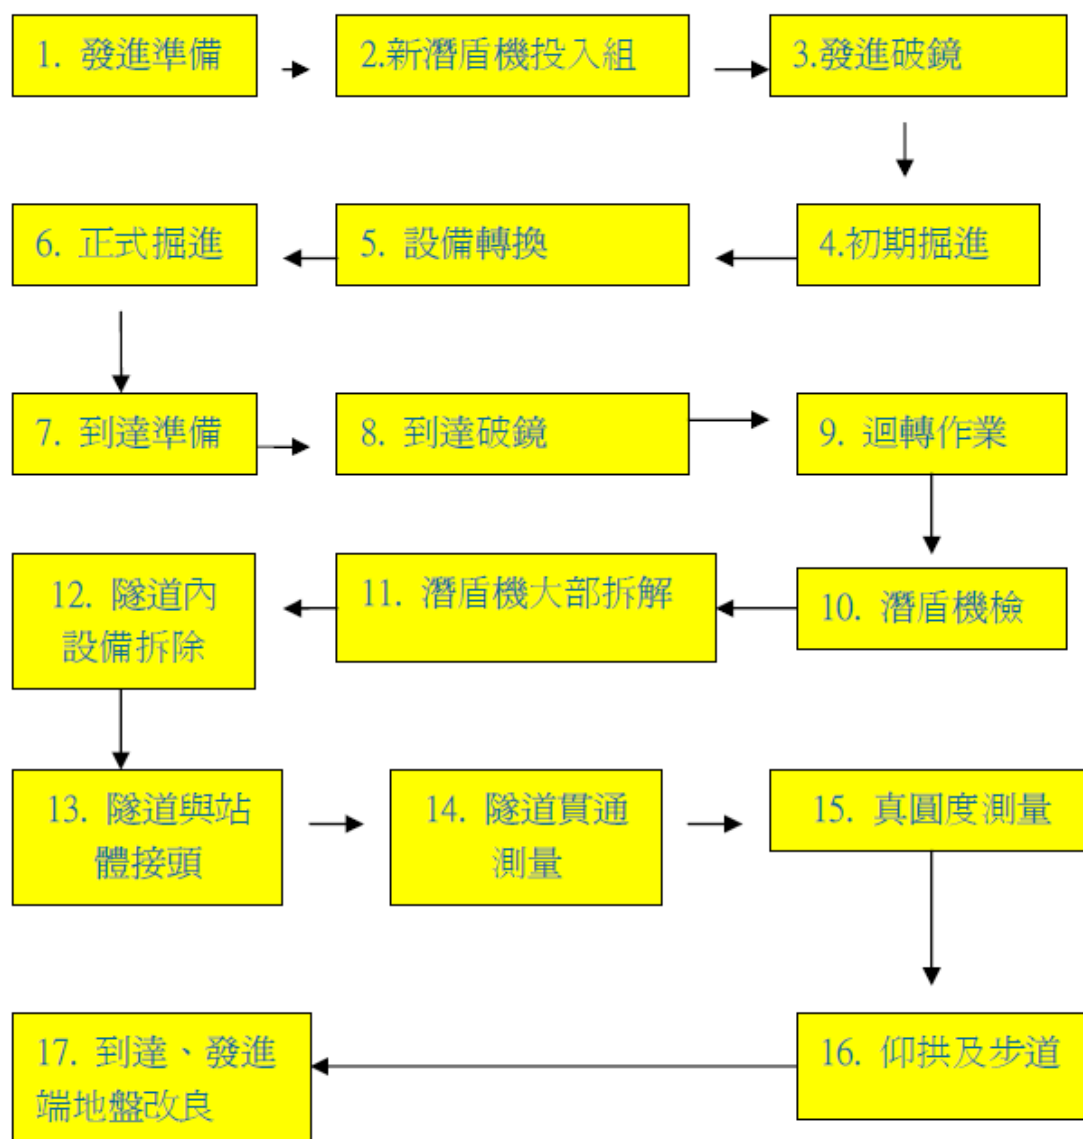 1. 發進準備
2.新潛盾機投入組
3.發進破鏡
4.初期掘進
5. 設備轉換
6. 正式掘進
7. 到達準備
8. 到達破鏡
9. 迴轉作業
10. 潛盾機檢
11. 潛盾機大部拆解
12. 隧道內
設備拆除
13. 隧道與站
體接頭
14. 隧道貫通
測量
15. 真圓度測量
16. 仰拱及步道
17. 到達、發進
端地盤改良